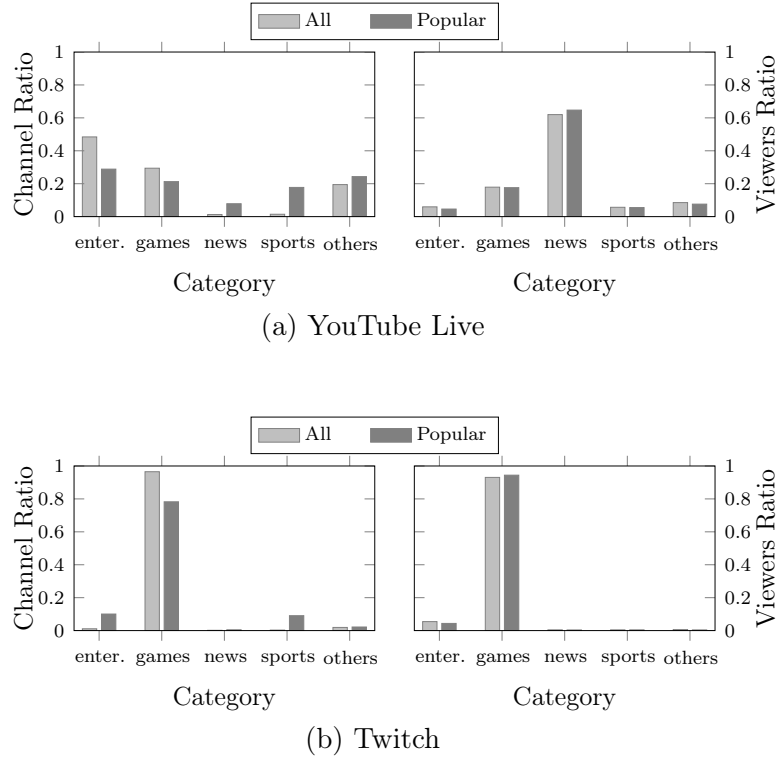 All Popular
1 1
0.8 0.8
0.6 0.6
0.4 0.4
0.2 0.2
0 0
Channel Ratio
Viewers Ratio
enter. games news sports others enter. games news sports others
Category Category
(a) YouTube Live
All Popular
1 1
0.8 0.8
0.6 0.6
0.4 0.4
0.2 0.2
0 0
Channel Ratio
Viewers Ratio
enter. games news sports others enter. games news sports others
Category Category
(b) Twitch